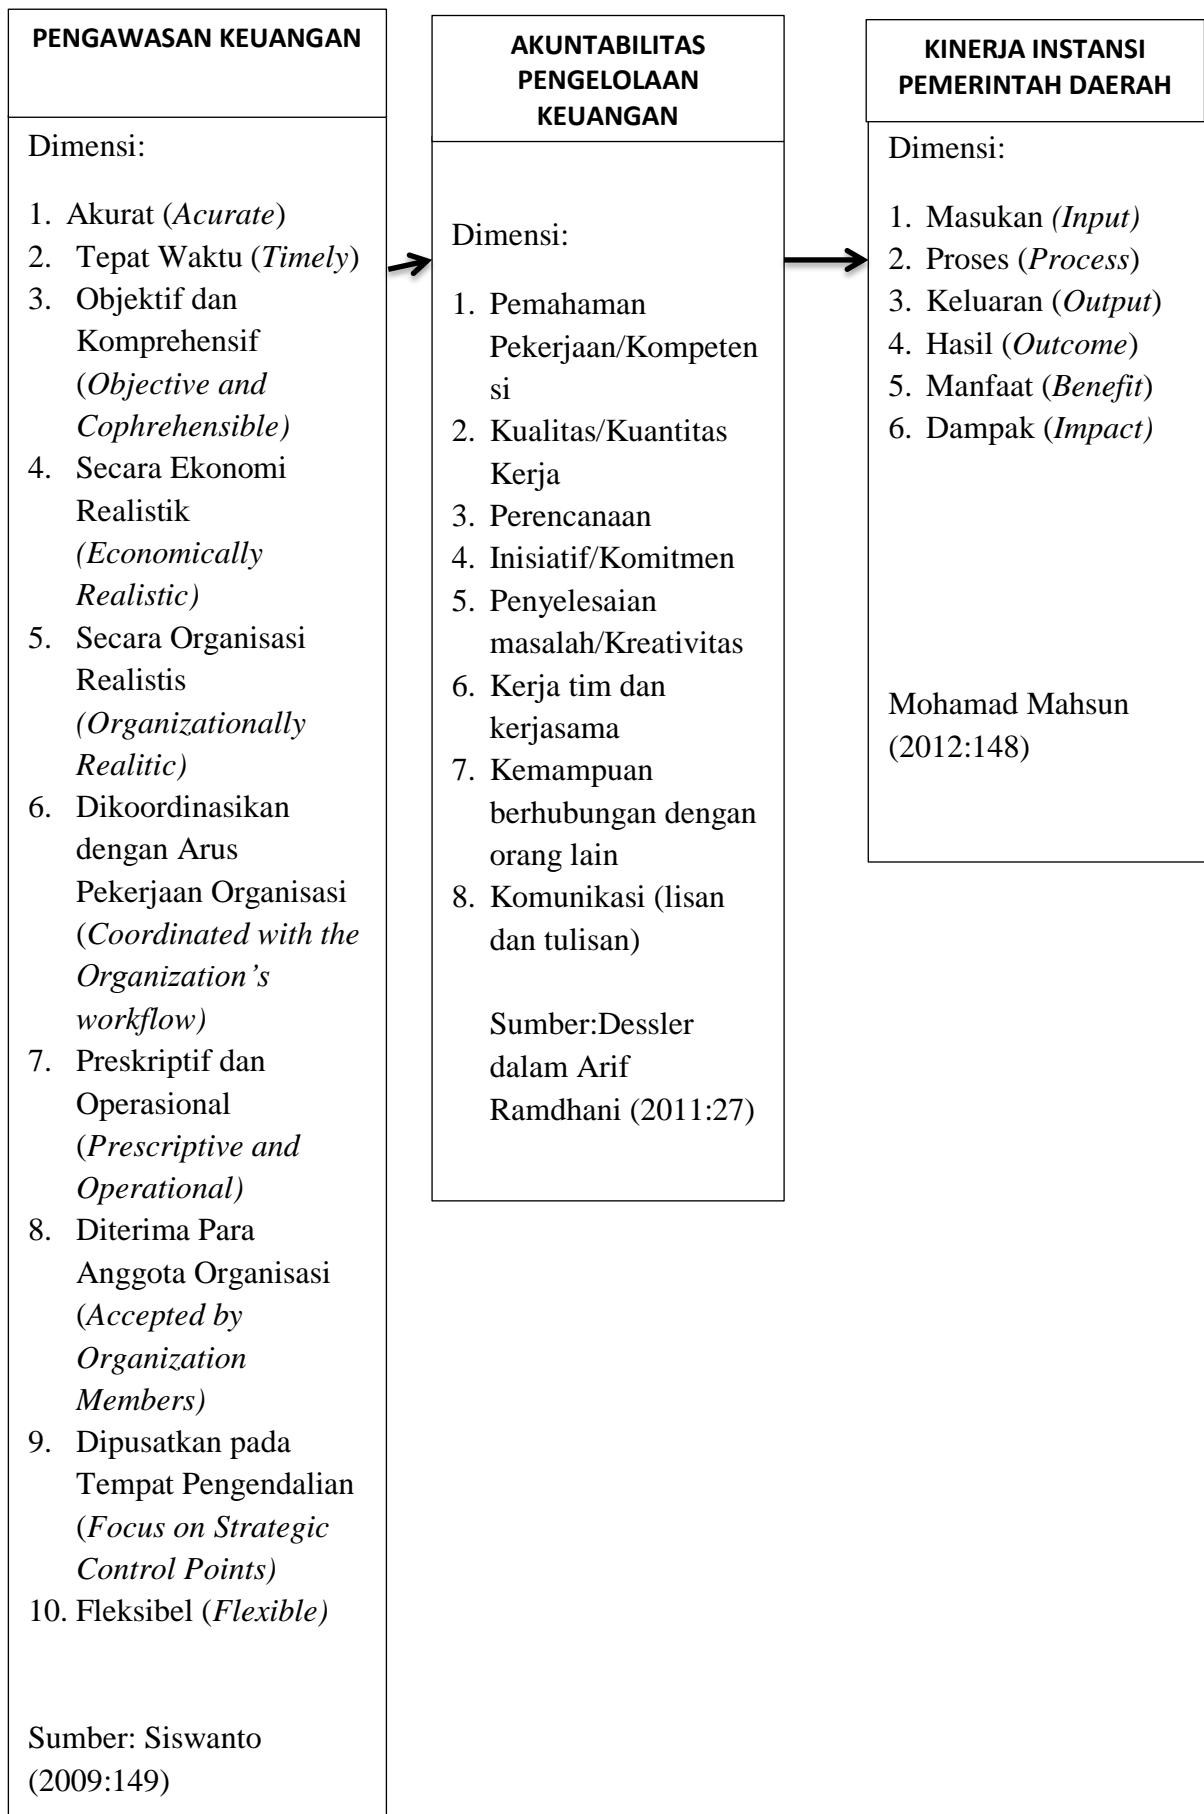 PENGAWASAN KEUANGAN
Dimensi:
1. Akurat (Acurate)
2. Tepat Waktu (Timely)
3. Objektif dan
Komprehensif
(Objective and
Cophrehensible)
4. Secara Ekonomi
Realistik
(Economically
Realistic)
5. Secara Organisasi
Realistis
(Organizationally
Realitic)
6. Dikoordinasikan
dengan Arus
Pekerjaan Organisasi
(Coordinated with the
Organization’s
workflow)
7. Preskriptif dan
Operasional
(Prescriptive and
Operational)
8. Diterima Para
Anggota Organisasi
(Accepted by
Organization
Members)
9. Dipusatkan pada
Tempat Pengendalian
(Focus on Strategic
Control Points)
10. Fleksibel (Flexible)
Sumber: Siswanto
(2009:149)
AKUNTABILITAS
PENGELOLAAN
KEUANGAN
Dimensi:
1. Pemahaman
Pekerjaan/Kompeten
si
2. Kualitas/Kuantitas
Kerja
3. Perencanaan
4. Inisiatif/Komitmen
5. Penyelesaian
masalah/Kreativitas
6. Kerja tim dan
kerjasama
7. Kemampuan
berhubungan dengan
orang lain
8. Komunikasi (lisan
dan tulisan)
Sumber:Dessler
dalam Arif
Ramdhani (2011:27)
KINERJA INSTANSI
PEMERINTAH DAERAH
Dimensi:
1. Masukan (Input)
2. Proses (Process)
3. Keluaran (Output)
4. Hasil (Outcome)
5. Manfaat (Benefit)
6. Dampak (Impact)
Mohamad Mahsun
(2012:148)